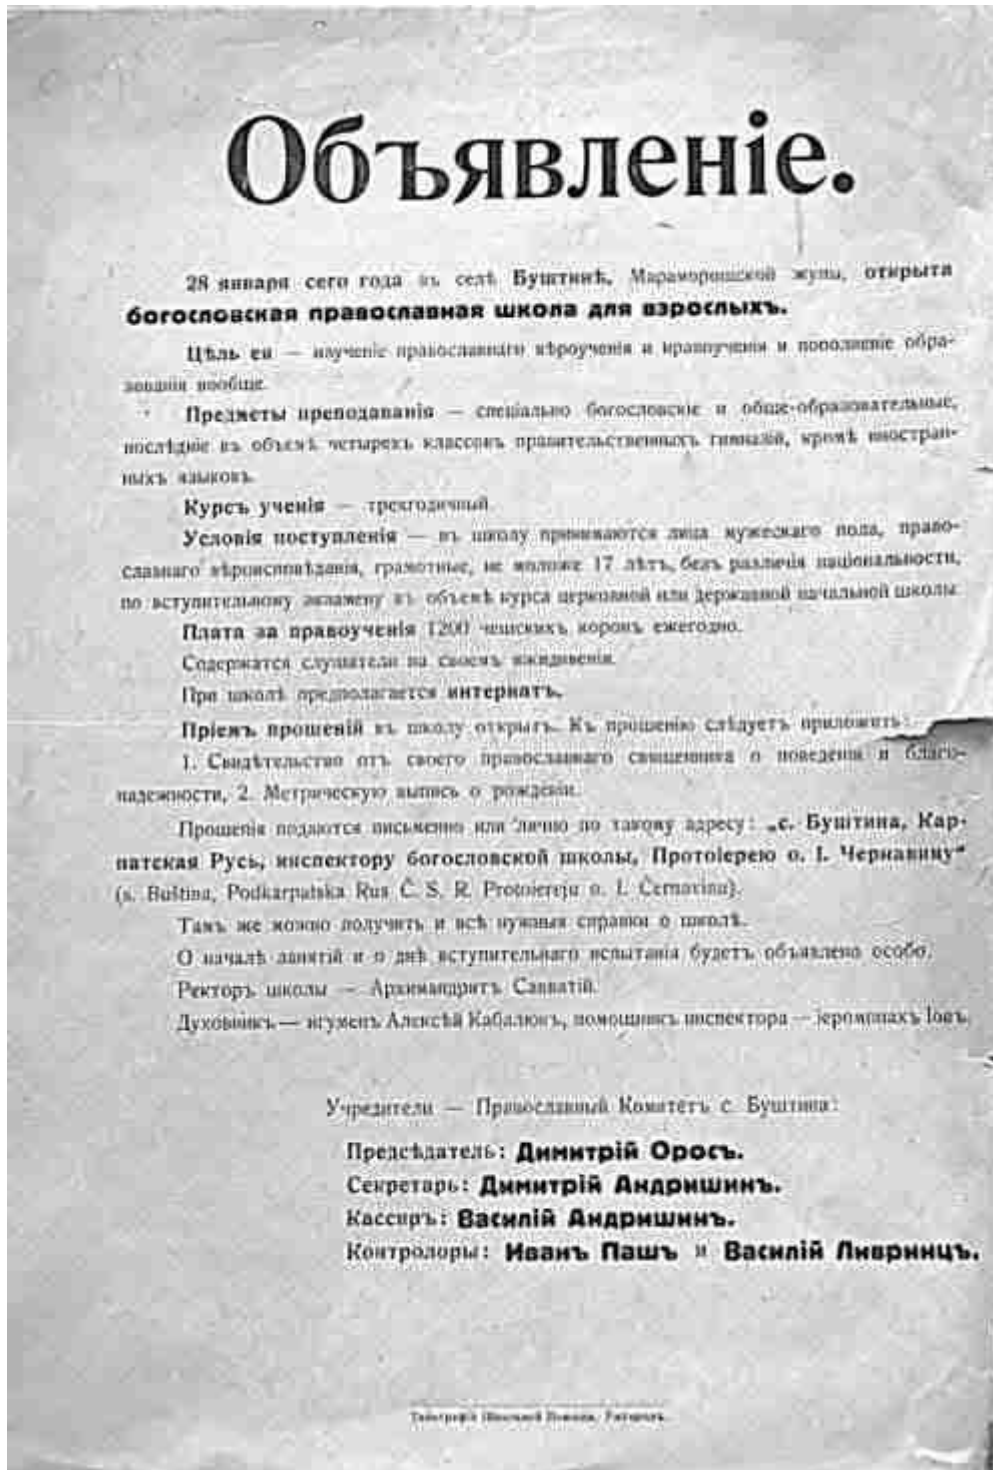 Объявленіе.
28 января сего года въ селѣ Буштинѣ, Мараморошской жупы, открыта
богословская православная школа для взрослыхъ.
Цѣль ея — изученіе православнаго вѣроученія и нравоученія и пополненіе обра-
зованія вообще.
Предметы преподаванія — спеціально богословскіе и обще-образовательные,
послѣдніе въ объемѣ четырехъ классовъ правительственныхъ гимназій, кромѣ иностран-
ныхъ языковъ.
Курсъ ученія — трехгодичный.
Условія поступленія — въ школу принимаются лица мужескаго пола, право-
славнаго вѣроисповѣданія, грамотные, не моложе 17 лѣтъ, безъ различія національности,
по вступительному экзамену въ объемѣ курса церковной или державной начальной школы.
Плата за правоученія 1200 чешскихъ коронъ ежегодно.
Содержатся слушатели на своемъ иждивенія.
При школѣ предполагается интернатъ.
Пріемъ прошеній въ школу открытъ. Къ прошенію слѣдуетъ приложить:
1. Свидѣтельство отъ своего православнаго священника о поведеніи и благо-
надежности, 2. Метрическую выпись о рожденіи.
Прошенія подаются письменно или лично по такому адресу: „с. Буштина, Кар-
патская Русь, инспектору богословской школы, Протоіерею о. І. Чернавину“
(s. Buština, Podkarpatska Rus Č. S. R. Protoiereju o. I. Černavinu).
Тамъ же можно получить и всѣ нужныя справки о школѣ.
О началѣ занятій и о днѣ вступительнаго испытанія будетъ объявлено особо.
Ректоръ школы — Архимандритъ Савватій.
Духовникъ — игуменъ Алексѣй Кабалюкъ, помощникъ инспектора — іеромонахъ Іовъ.
Учредители — Православный Комитетъ с. Буштина:
Предсѣдатель: Димитрій Оросъ.
Секретарь: Димитрій Андришинъ.
Кассиръ: Василій Андришинъ.
Контролоры: Иванъ Пашъ и Василій Ливринцъ.